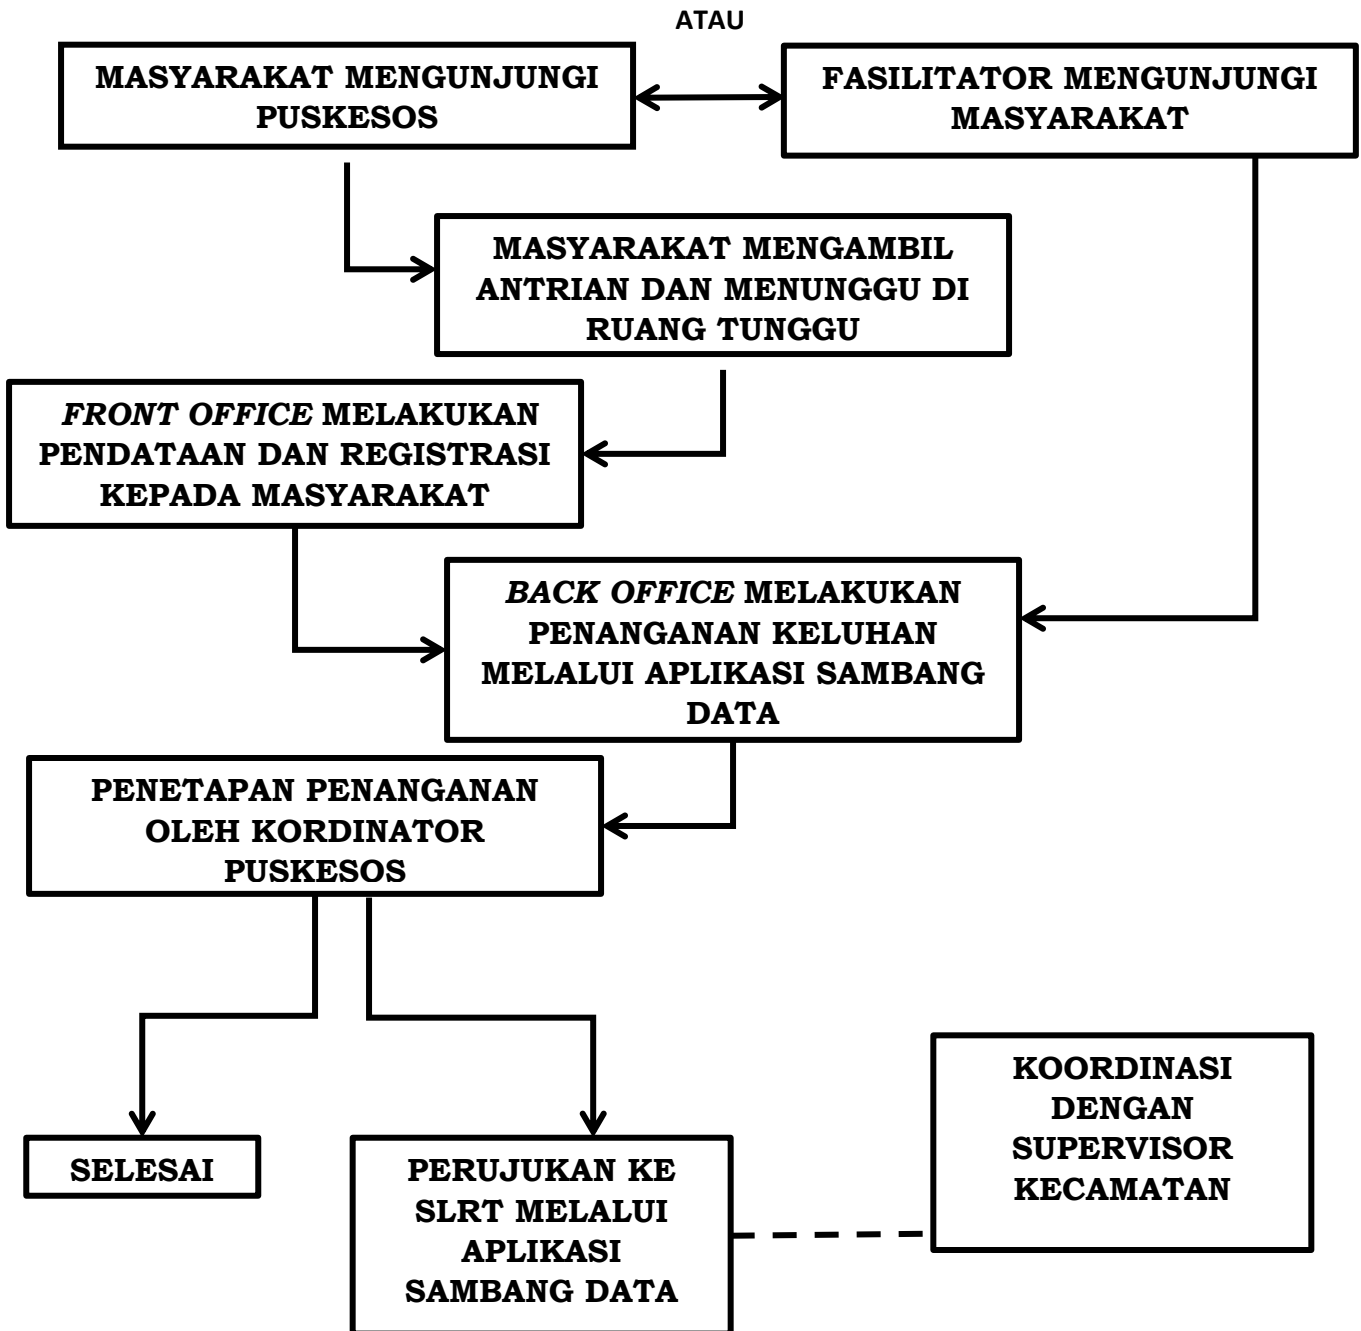 ATAU
MASYARAKAT MENGUNJUNGI
PUSKESOS
FASILITATOR MENGUNJUNGI
MASYARAKAT
MASYARAKAT MENGAMBIL
ANTRIAN DAN MENUNGGU DI
RUANG TUNGGU
FRONT OFFICE MELAKUKAN
PENDATAAN DAN REGISTRASI
KEPADA MASYARAKAT
BACK OFFICE MELAKUKAN
PENANGANAN KELUHAN
MELALUI APLIKASI SAMBANG
DATA
PENETAPAN PENANGANAN
OLEH KORDINATOR
PUSKESOS
SELESAI
PERUJUKAN KE
SLRT MELALUI
APLIKASI
SAMBANG DATA
KOORDINASI
DENGAN
SUPERVISOR
KECAMATAN